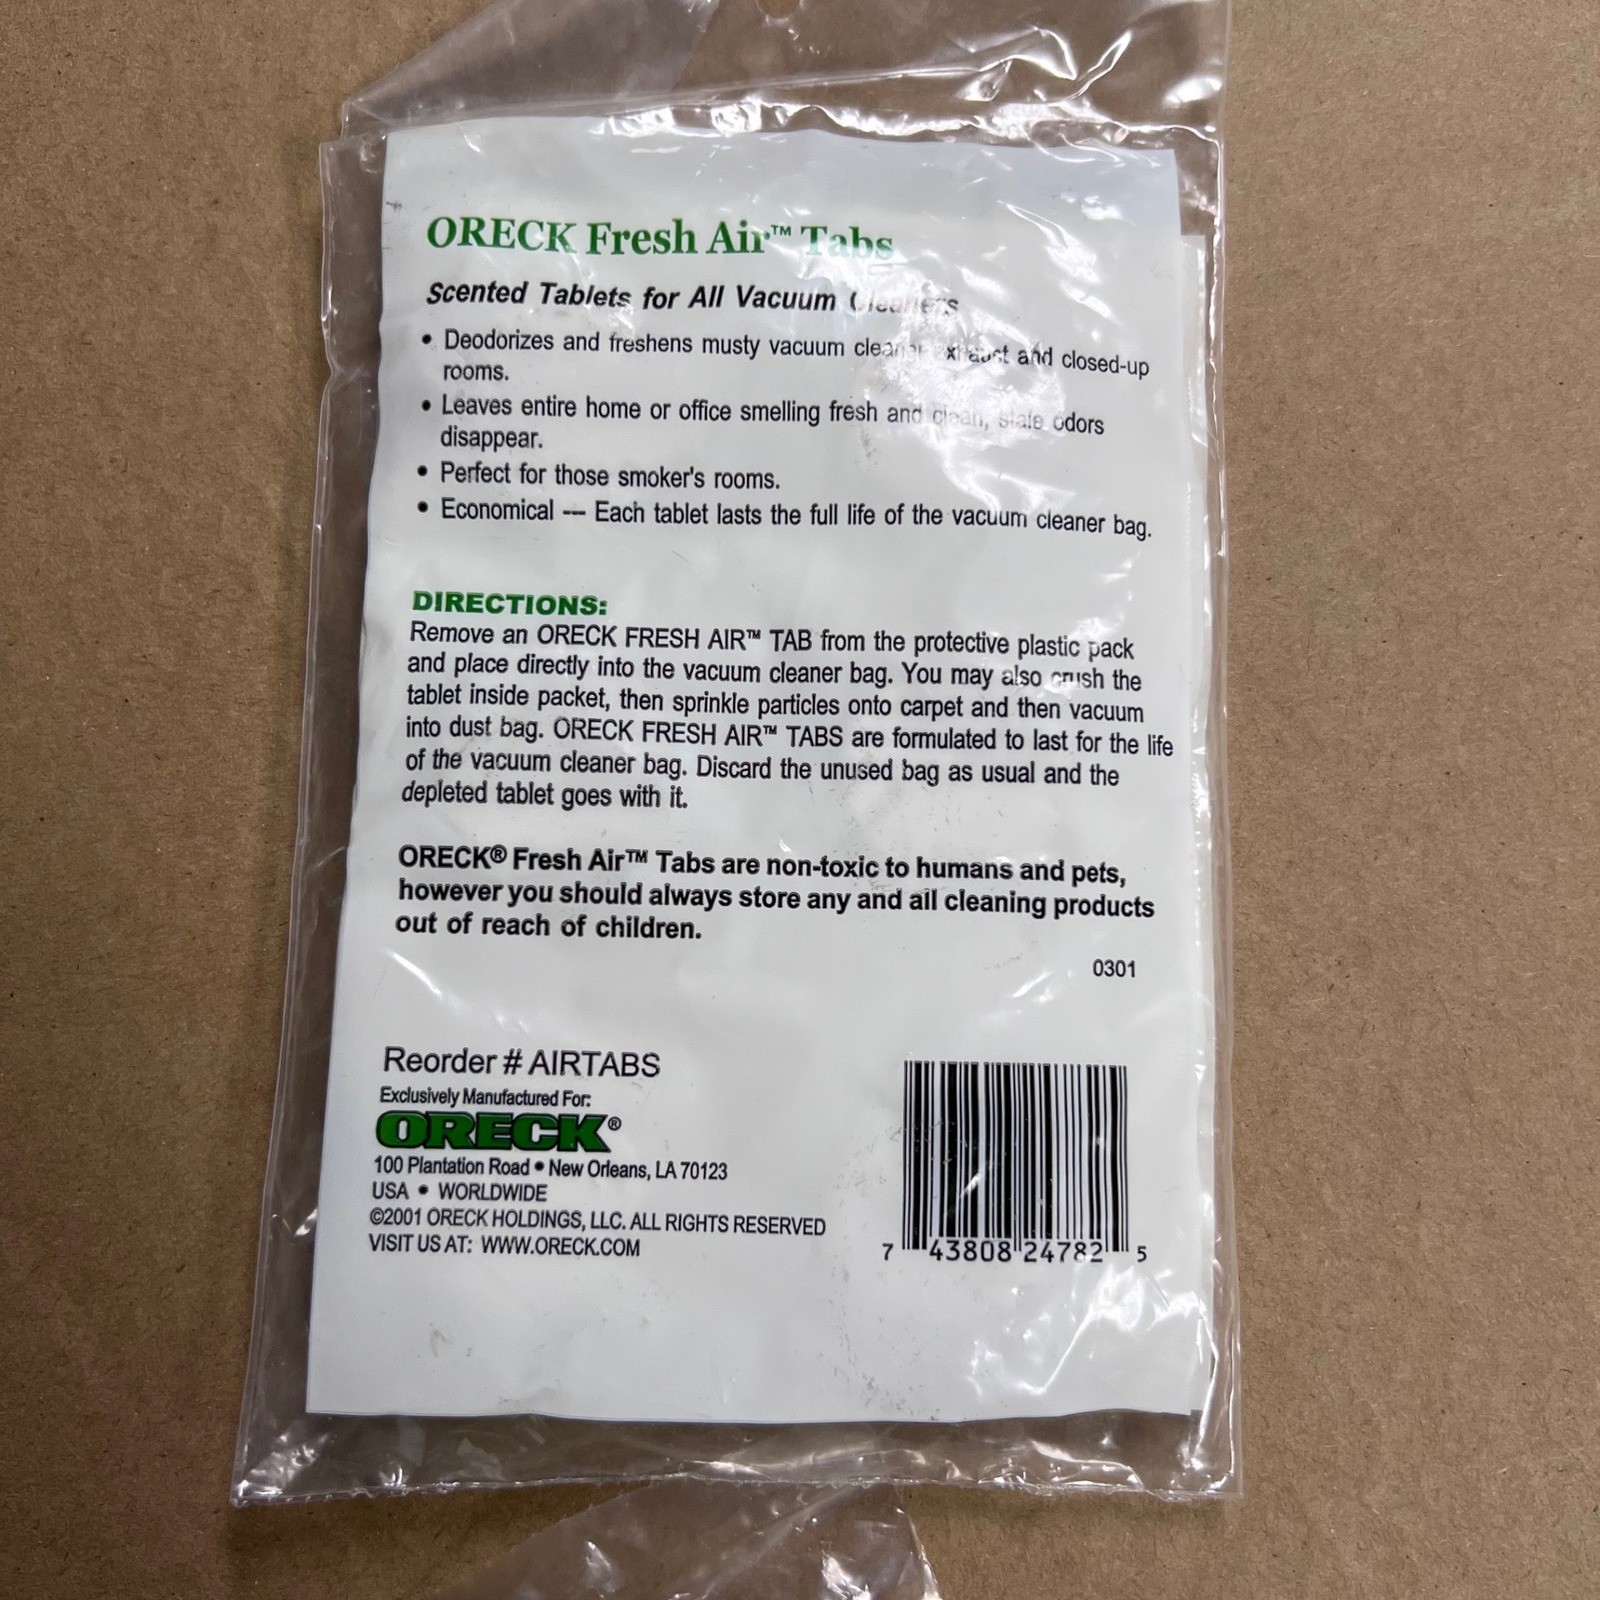 ORECK Fresh Air™ Tabs
Scented Tablets for All Vacuum Cleaners
• Deodorizes and freshens musty vacuum cleaner exhaust and closed-up
rooms.
• Leaves entire home or office smelling fresh and clean, stale odors
disappear.
• Perfect for those smoker's rooms.
• Economical --- Each tablet lasts the full life of the vacuum cleaner bag.
DIRECTIONS:
Remove an ORECK FRESH AIR™ TAB from the protective plastic pack
and place directly into the vacuum cleaner bag. You may also crush the
tablet inside packet, then sprinkle particles onto carpet and then vacuum
into dust bag. ORECK FRESH AIR™ TABS are formulated to last for the life
of the vacuum cleaner bag. Discard the unused bag as usual and the
depleted tablet goes with it.
ORECK® Fresh Air™ Tabs are non-toxic to humans and pets,
however you should always store any and all cleaning products
out of reach of children.
0301
Reorder # AIRTABS
Exclusively Manufactured For:
ORECK®
100 Plantation Road • New Orleans, LA 70123
USA • WORLDWIDE
©2001 ORECK HOLDINGS, LLC. ALL RIGHTS RESERVED
VISIT US AT: WWW.ORECK.COM
7 43808 24782 5